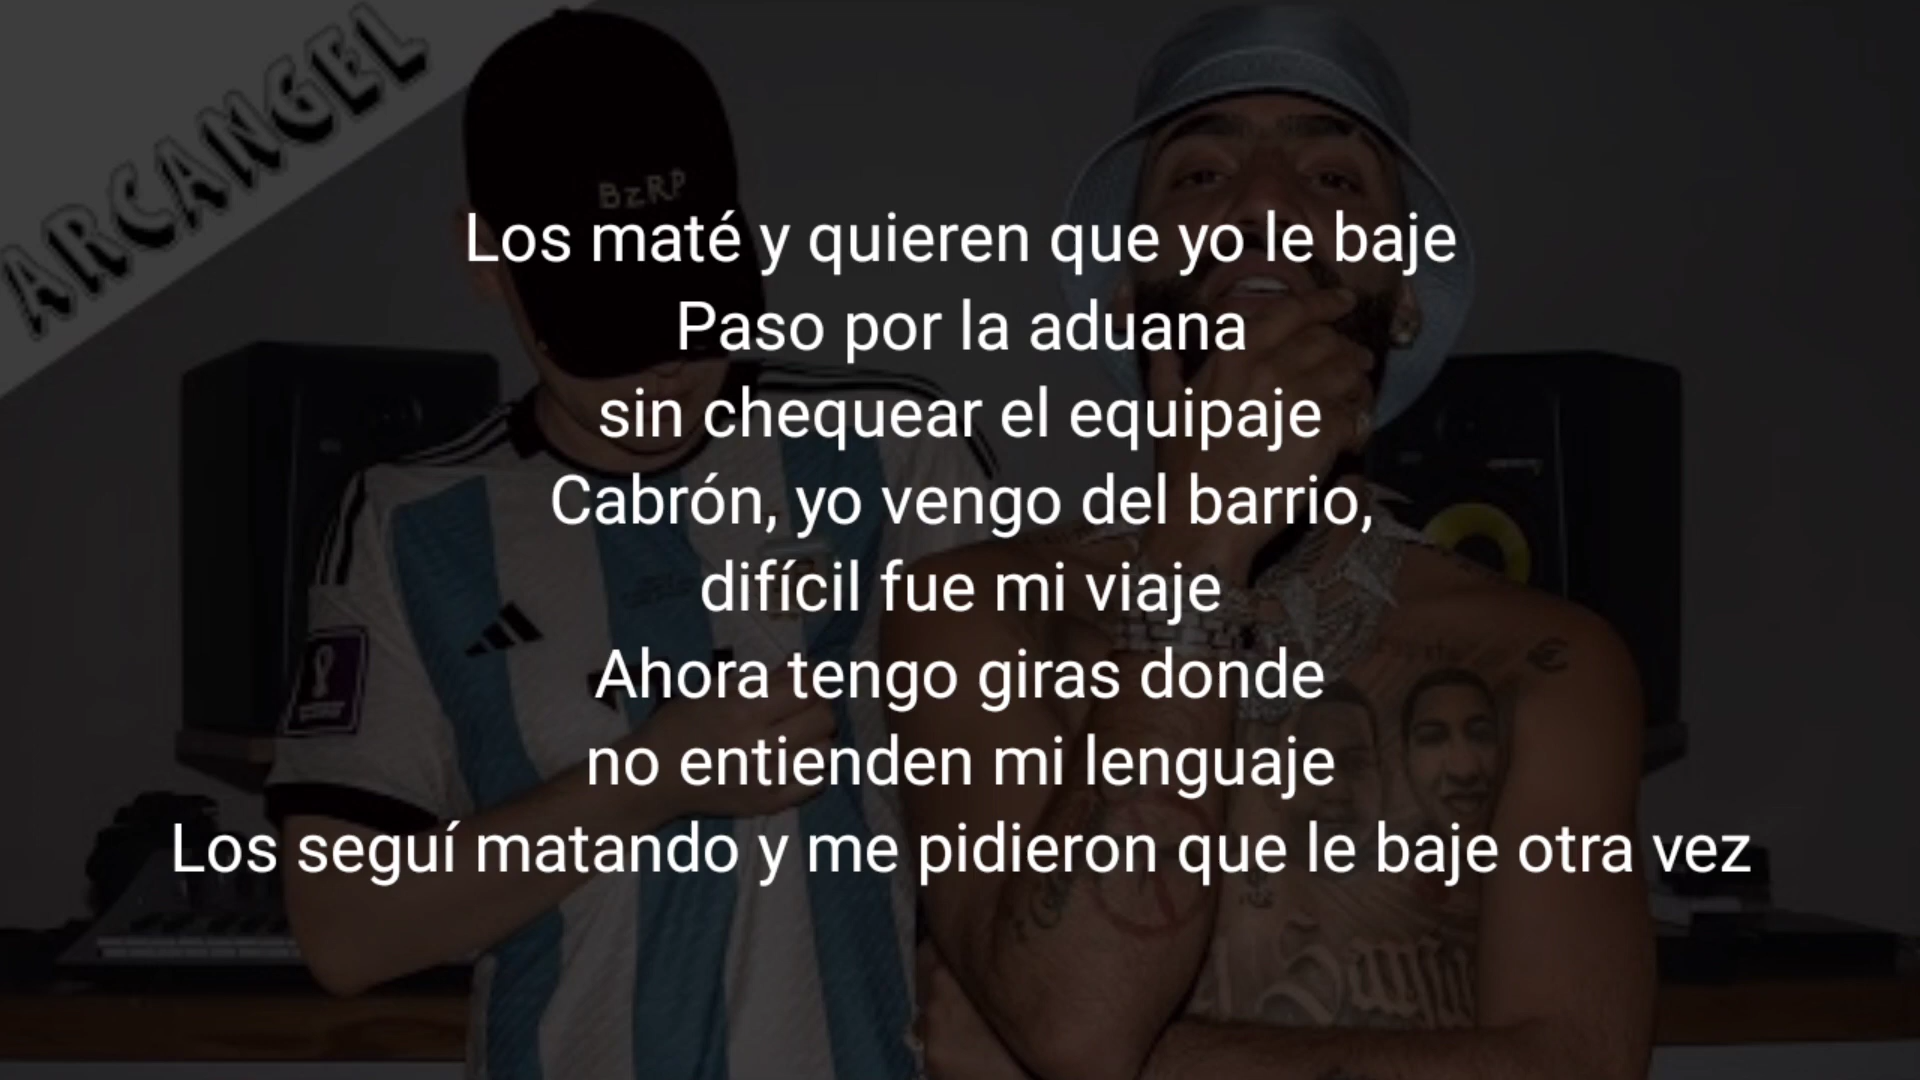 ARCANGEL
BZRP
Los maté y quieren que yo le baje
Paso por la aduana
sin chequear el equipaje
Cabrón, yo vengo del barrio,
difícil fue mi viaje
Ahora tengo giras donde
no entienden mi lenguaje
Los seguí matando y me pidieron que le baje otra vez